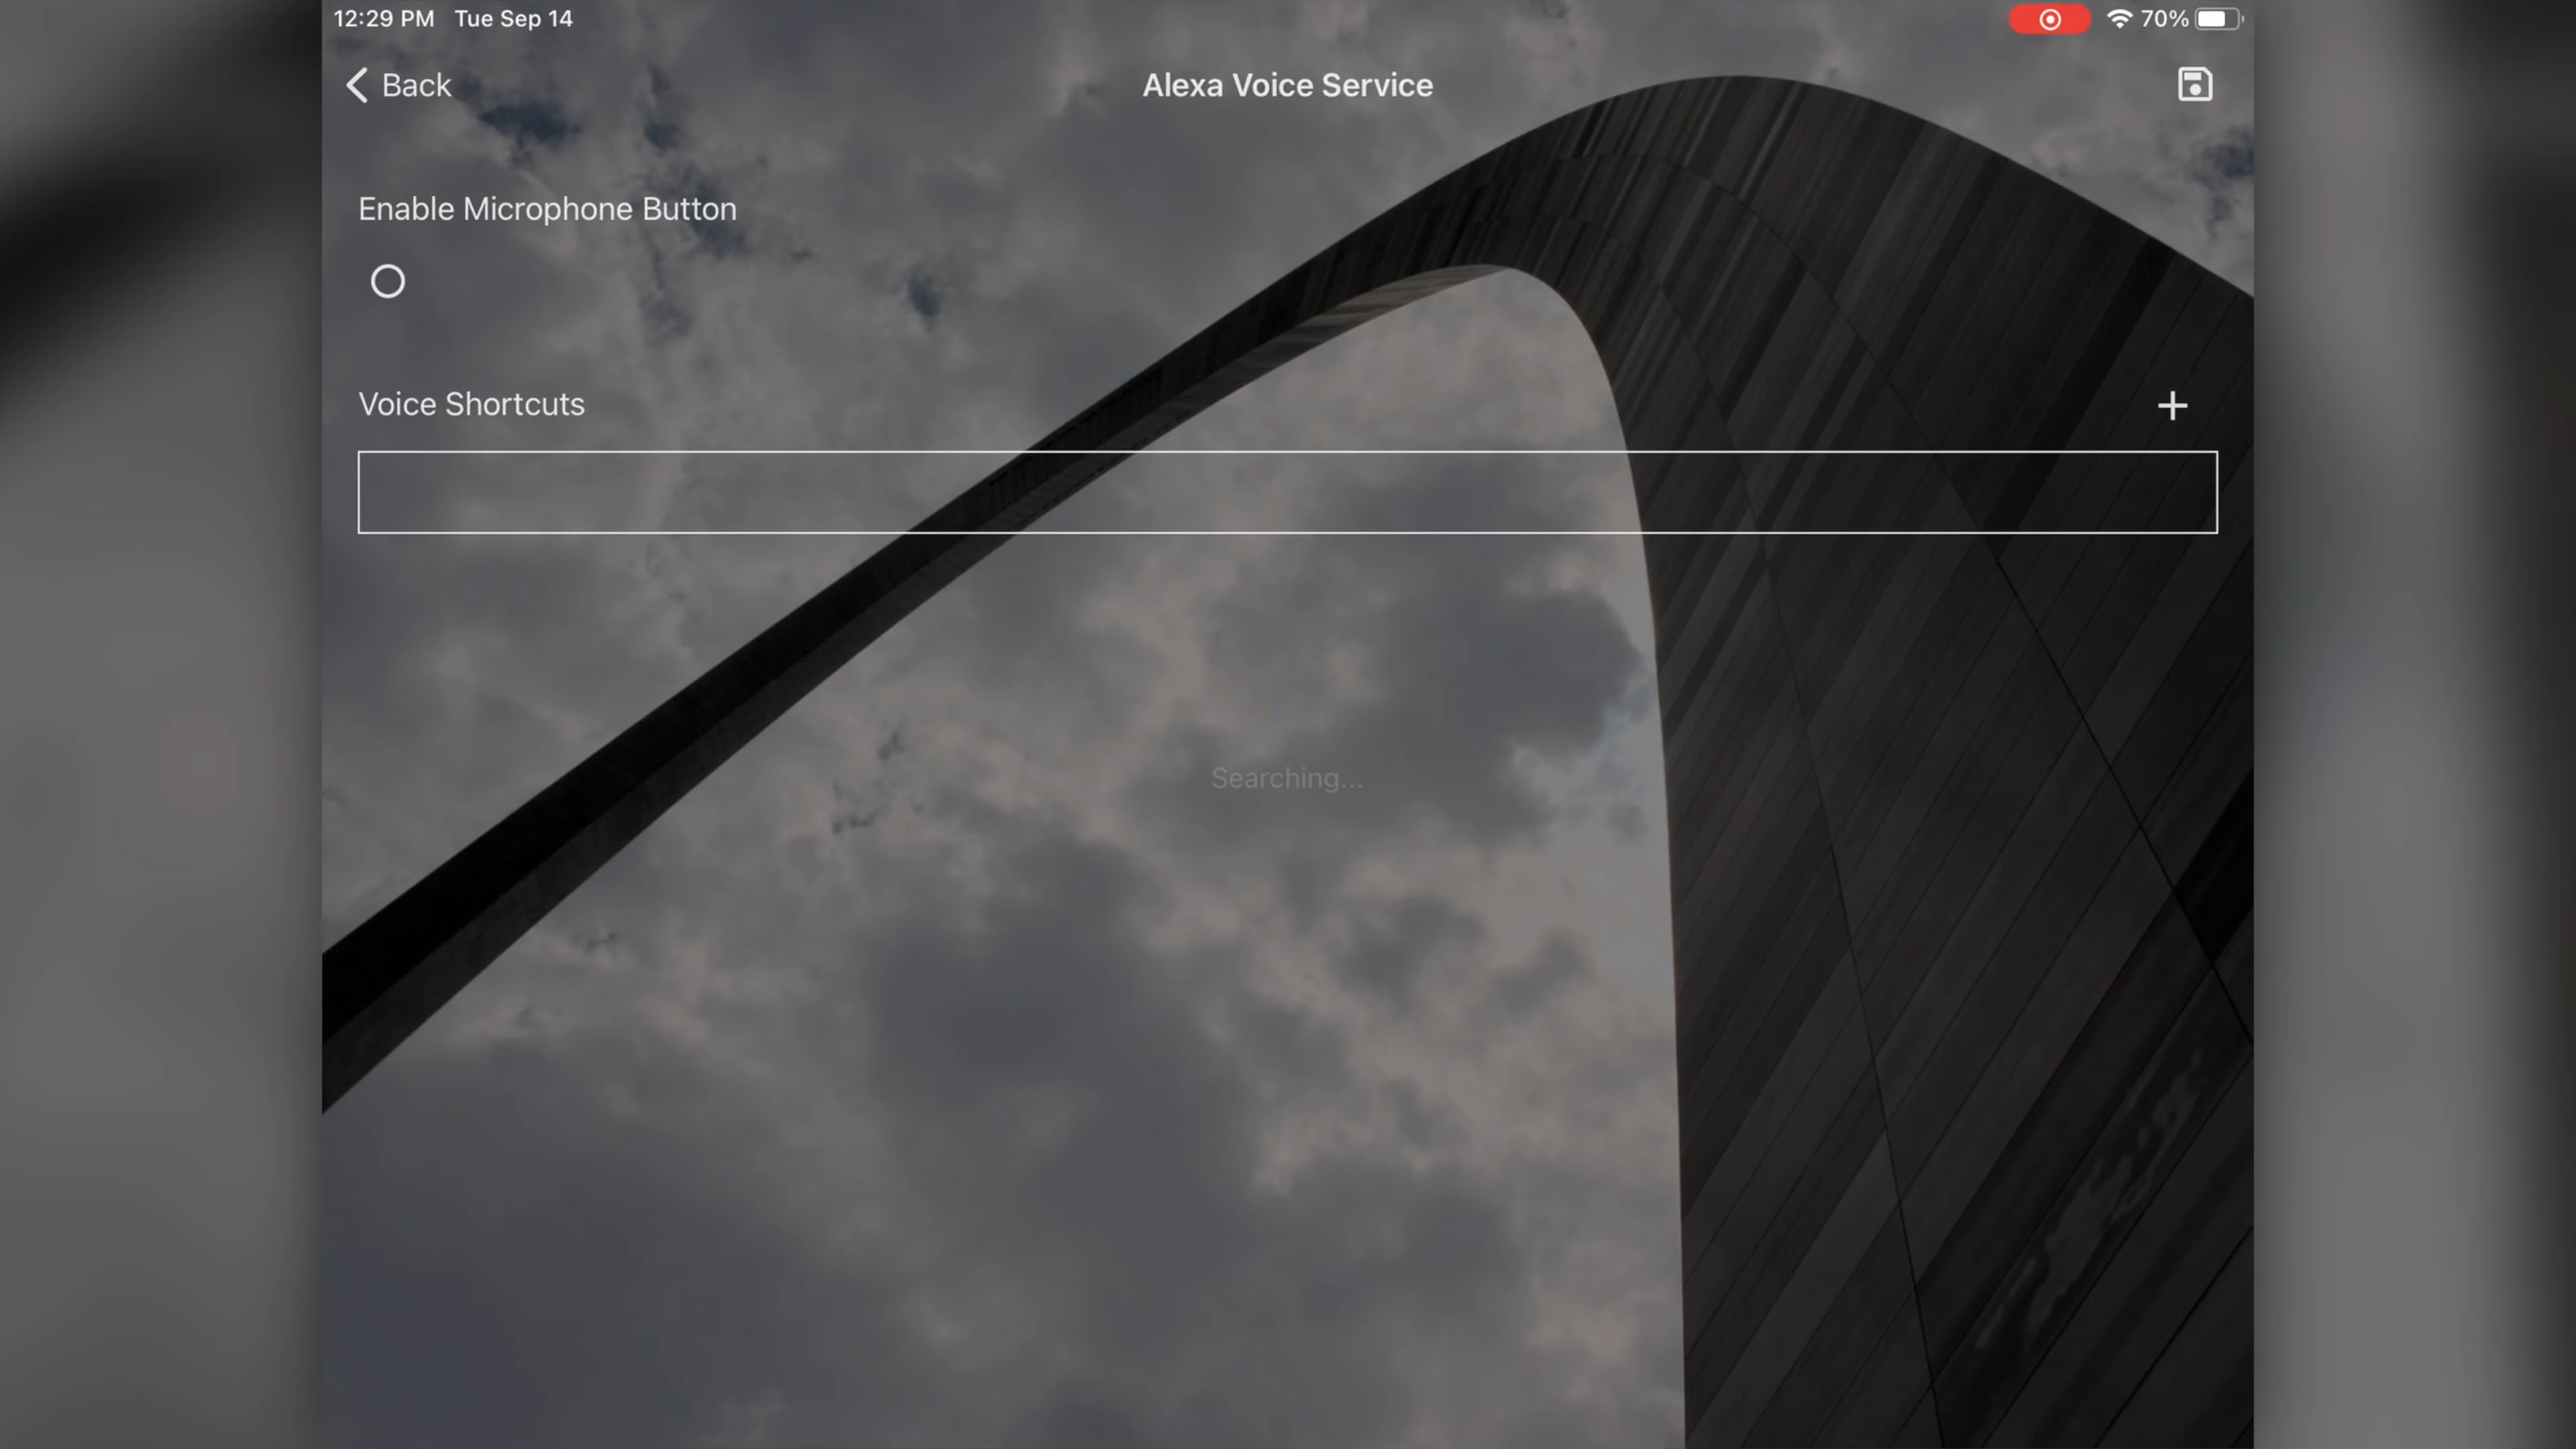 12:29 PM Tue Sep 14
70%
Back
Alexa Voice Service
Enable Microphone Button
Voice Shortcuts
Searching...